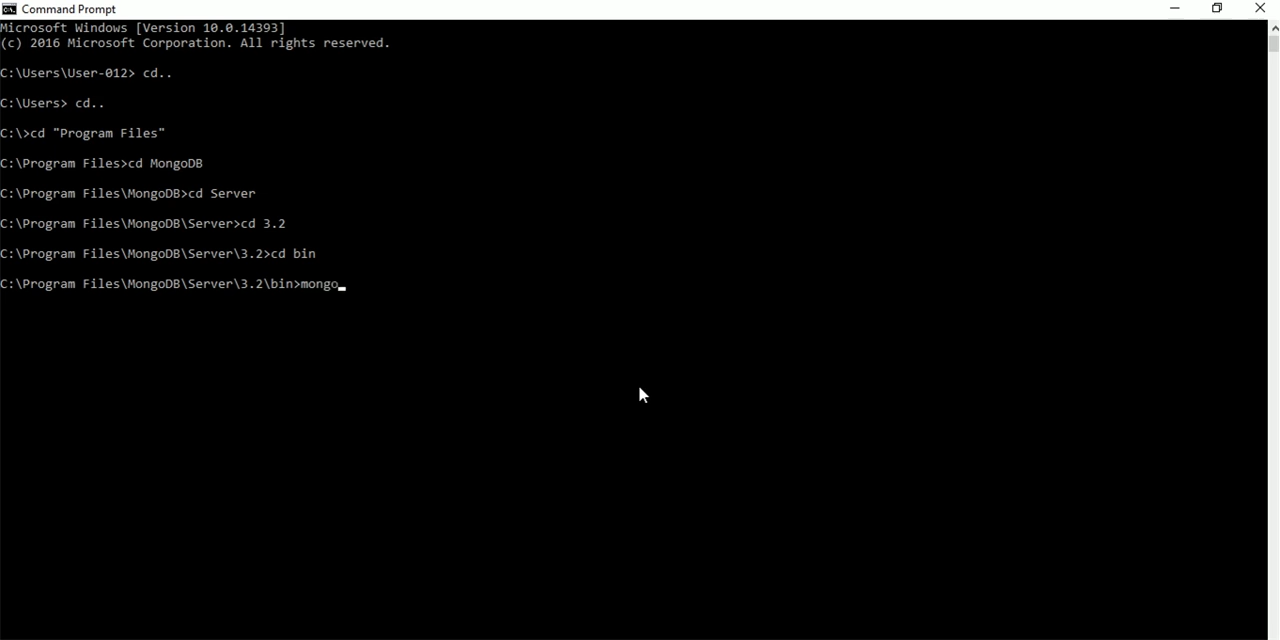 Command Prompt
Microsoft Windows [Version 10.0.14393]
(c) 2016 Microsoft Corporation. All rights reserved.
C:\Users\User-012> cd..
C:\Users> cd..
C:\>cd "Program Files"
C:\Program Files>cd MongoDB
C:\Program Files\MongoDB>cd Server
C:\Program Files\MongoDB\Server>cd 3.2
C:\Program Files\MongoDB\Server\3.2>cd bin
C:\Program Files\MongoDB\Server\3.2\bin>mongo